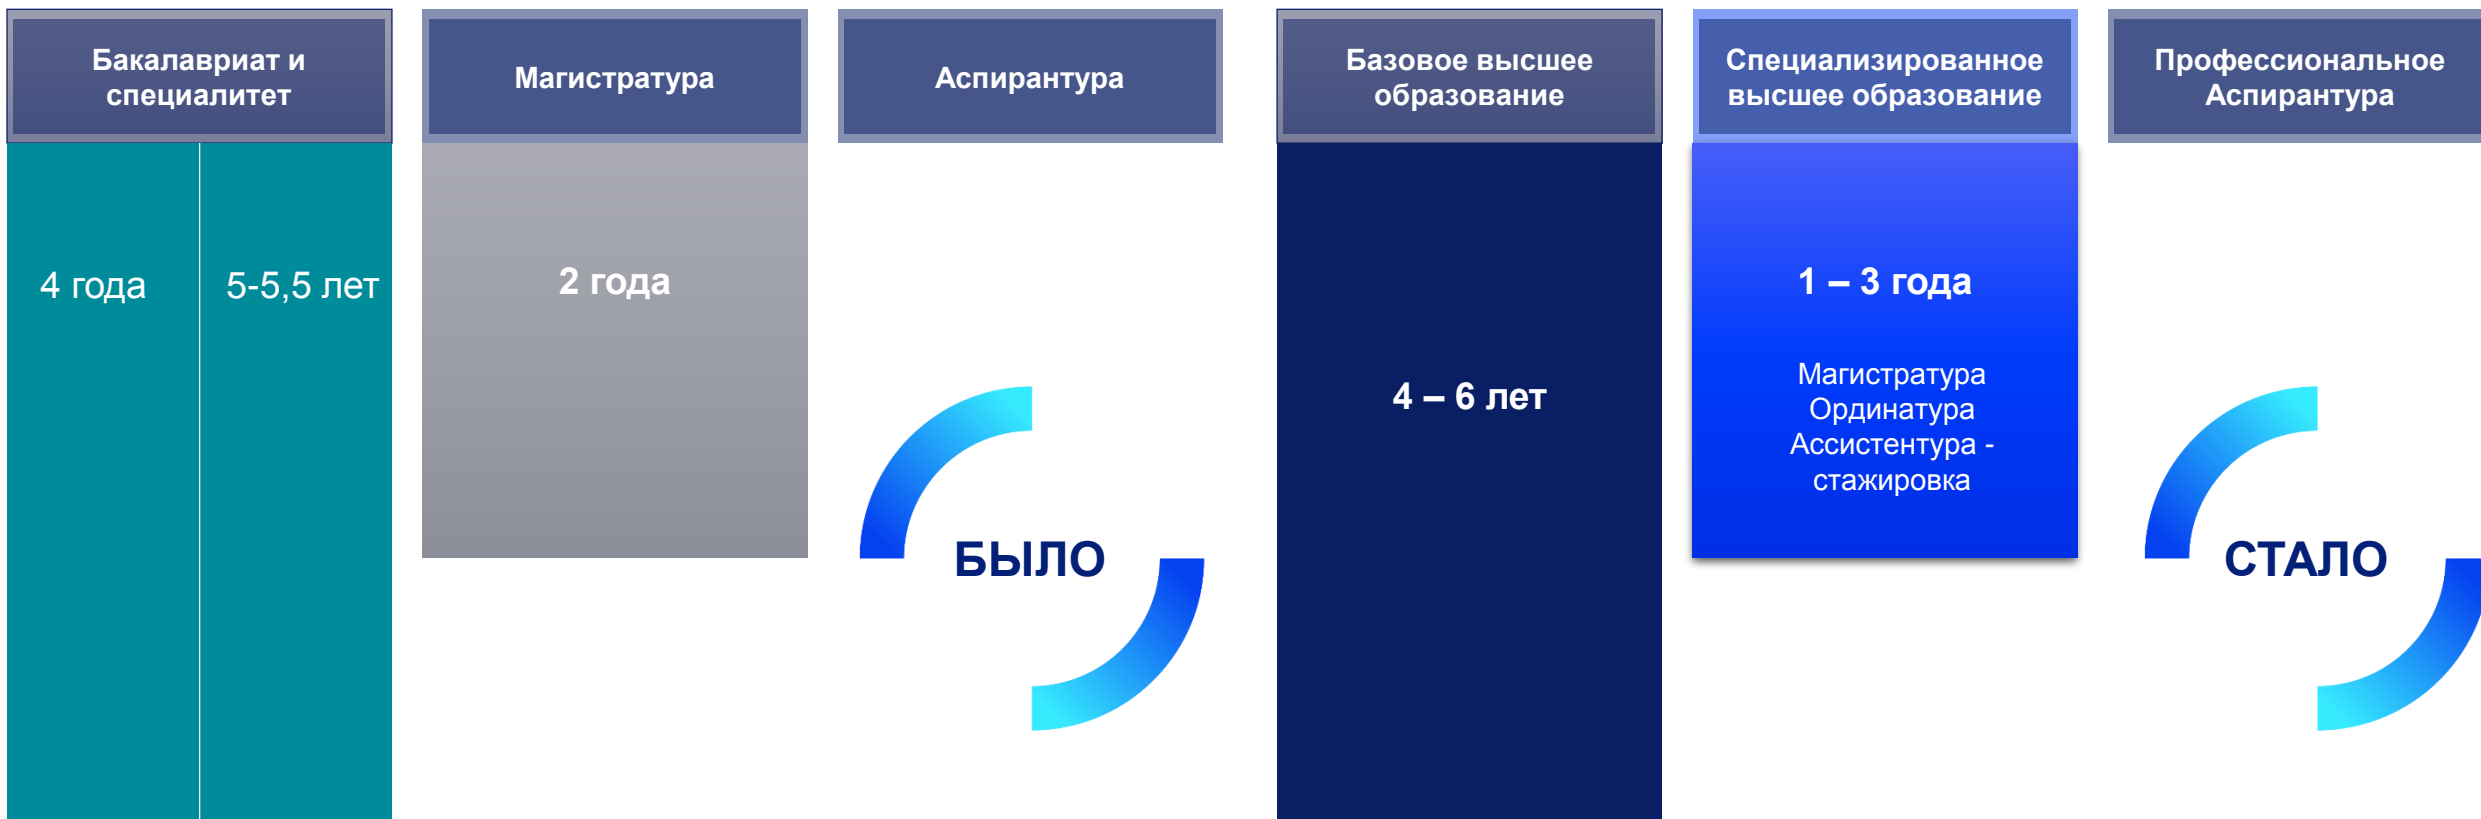 Бакалавриат и
специалитет
Магистратура
Аспирантура
4 года
5-5,5 лет
2 года
БЫЛО
Базовое высшее
образование
Специализированное
высшее образование
Профессиональное
Аспирантура
4 – 6 лет
1 – 3 года
Магистратура
Ординатура
Ассистентура -
стажировка
СТАЛО